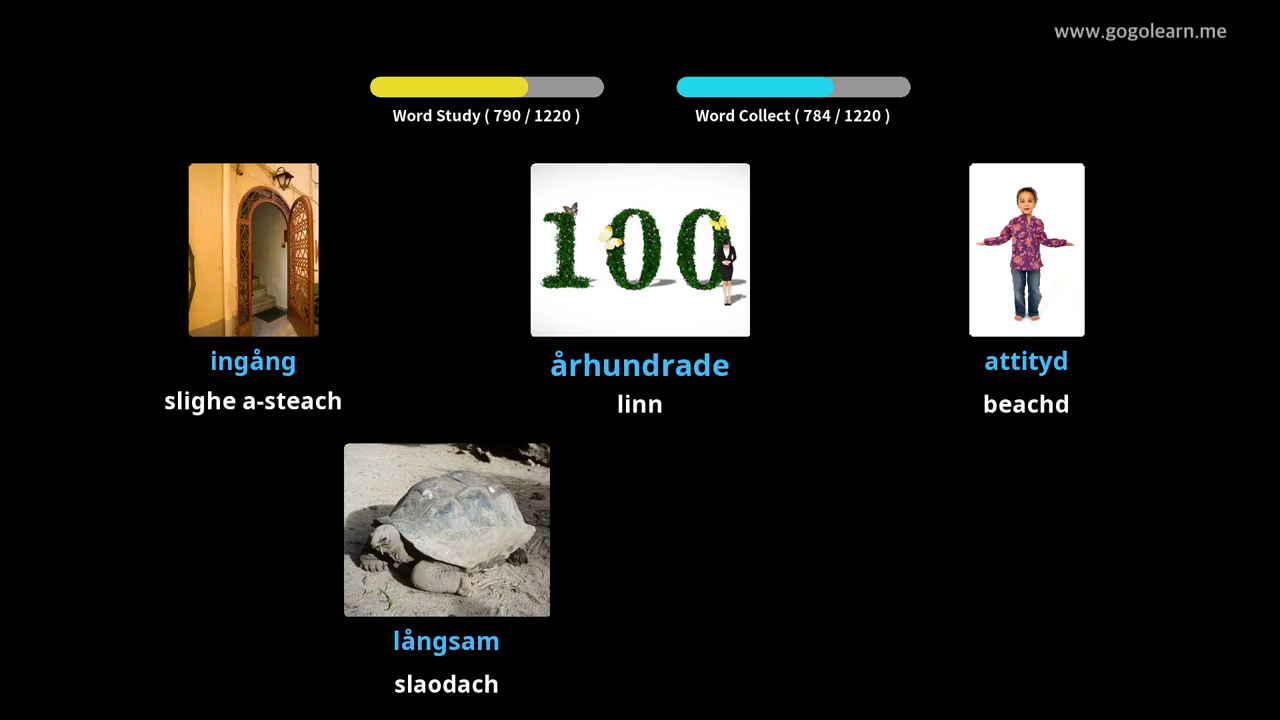 www.gogolearn.me
Word Study ( 790 / 1220 )
Word Collect ( 784 / 1220 )
100
ingång
slighe a-steach
århundrade
linn
attityd
beachd
långsam
slaodach